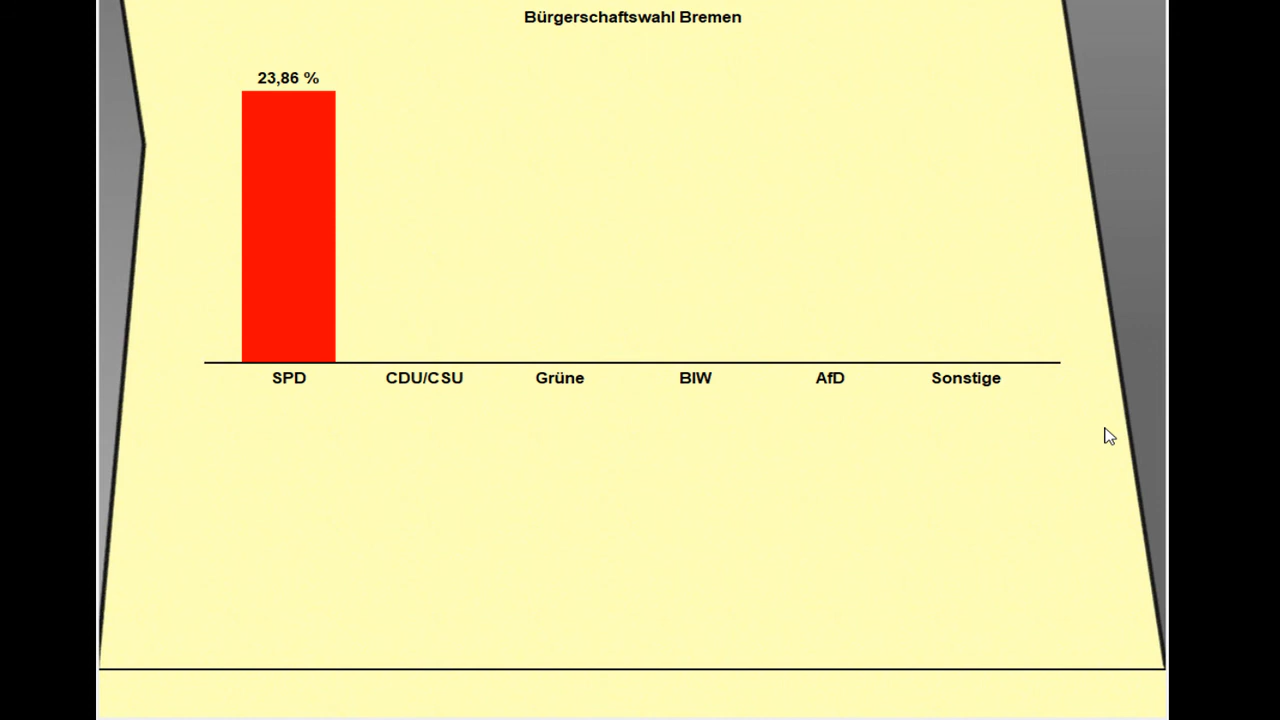 Bürgerschaftswahl Bremen
23,86 %
SPD CDU/CSU Grüne BIW AfD Sonstige